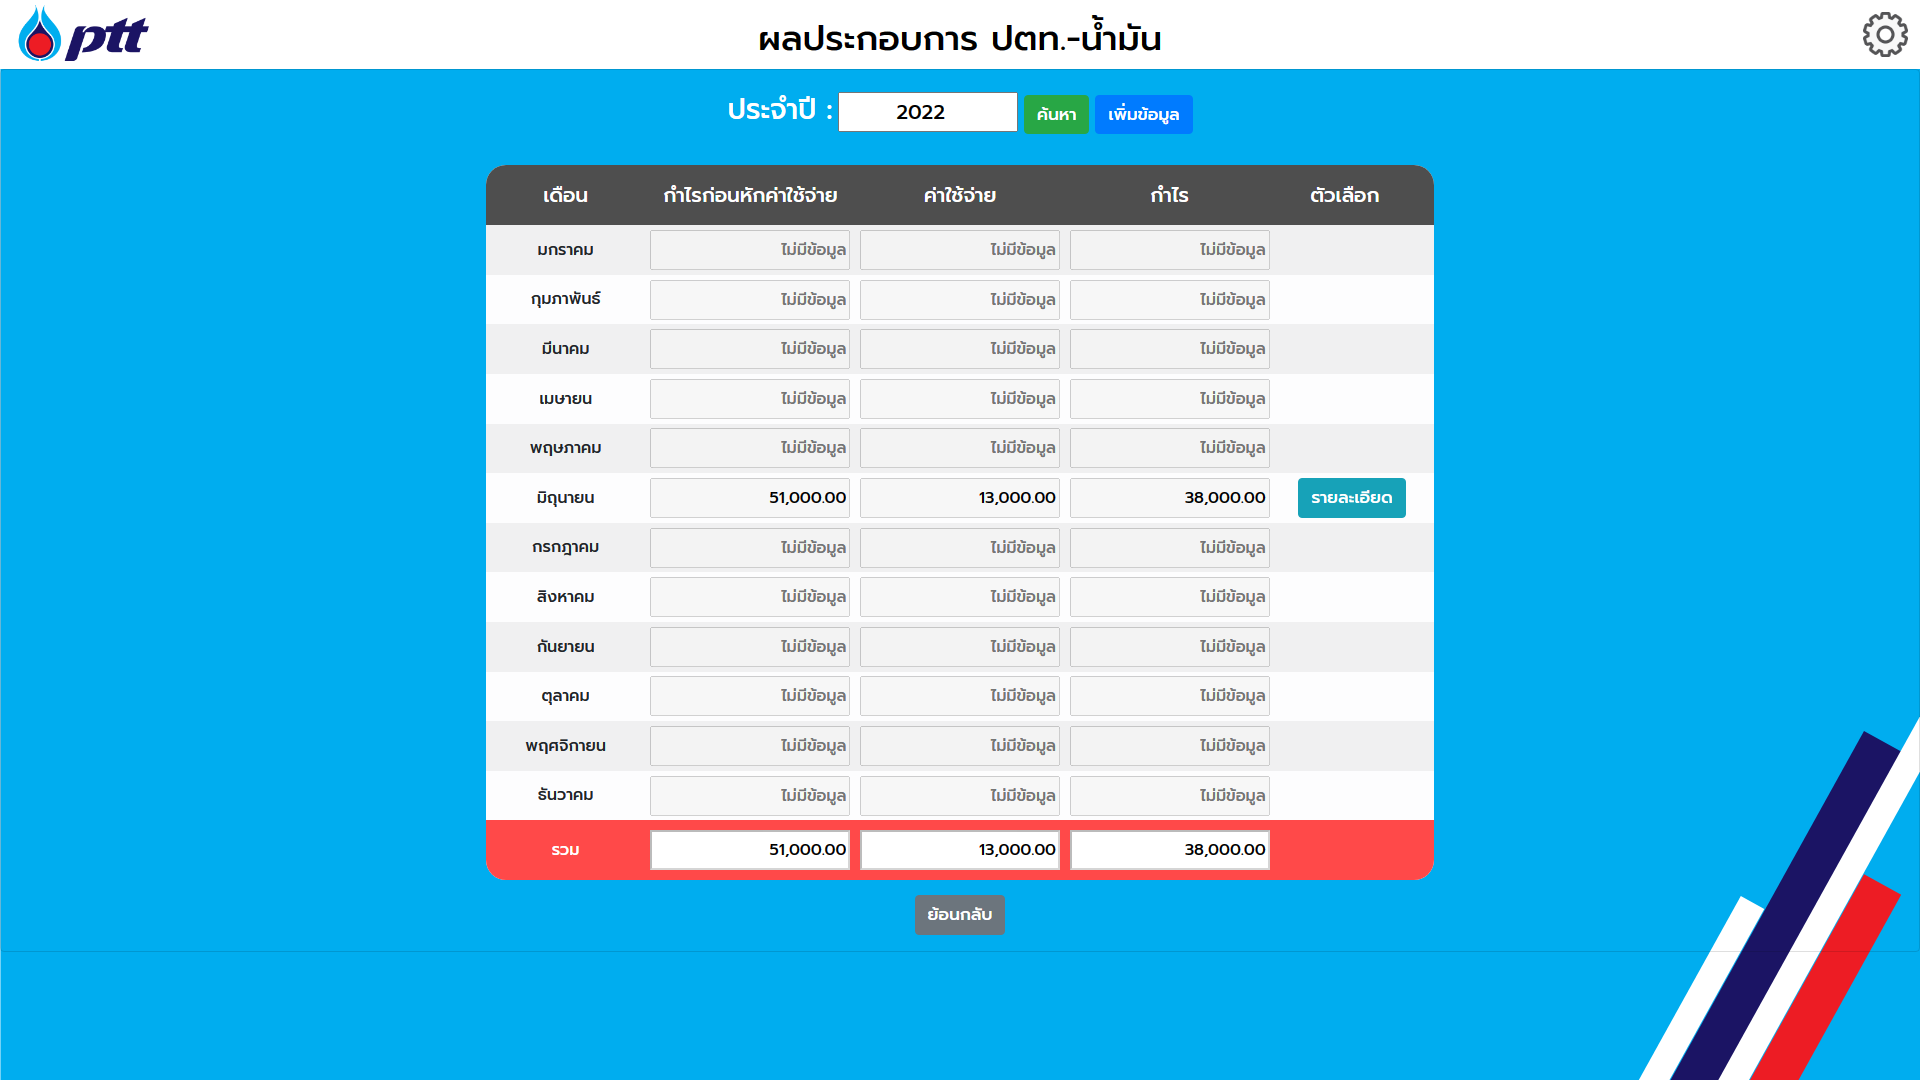 ptt
ผลประกอบการ ปตท.-น้ำมัน
ประจำปี : 2022 ค้นหา เพิ่มข้อมูล
เดือน กำไรก่อนหักค่าใช้จ่าย ค่าใช้จ่าย กำไร ตัวเลือก
มกราคม ไม่มีข้อมูล ไม่มีข้อมูล ไม่มีข้อมูล
กุมภาพันธ์ ไม่มีข้อมูล ไม่มีข้อมูล ไม่มีข้อมูล
มีนาคม ไม่มีข้อมูล ไม่มีข้อมูล ไม่มีข้อมูล
เมษายน ไม่มีข้อมูล ไม่มีข้อมูล ไม่มีข้อมูล
พฤษภาคม ไม่มีข้อมูล ไม่มีข้อมูล ไม่มีข้อมูล
มิถุนายน 51,000.00 13,000.00 38,000.00 รายละเอียด
กรกฎาคม ไม่มีข้อมูล ไม่มีข้อมูล ไม่มีข้อมูล
สิงหาคม ไม่มีข้อมูล ไม่มีข้อมูล ไม่มีข้อมูล
กันยายน ไม่มีข้อมูล ไม่มีข้อมูล ไม่มีข้อมูล
ตุลาคม ไม่มีข้อมูล ไม่มีข้อมูล ไม่มีข้อมูล
พฤศจิกายน ไม่มีข้อมูล ไม่มีข้อมูล ไม่มีข้อมูล
ธันวาคม ไม่มีข้อมูล ไม่มีข้อมูล ไม่มีข้อมูล
รวม 51,000.00 13,000.00 38,000.00
ย้อนกลับ